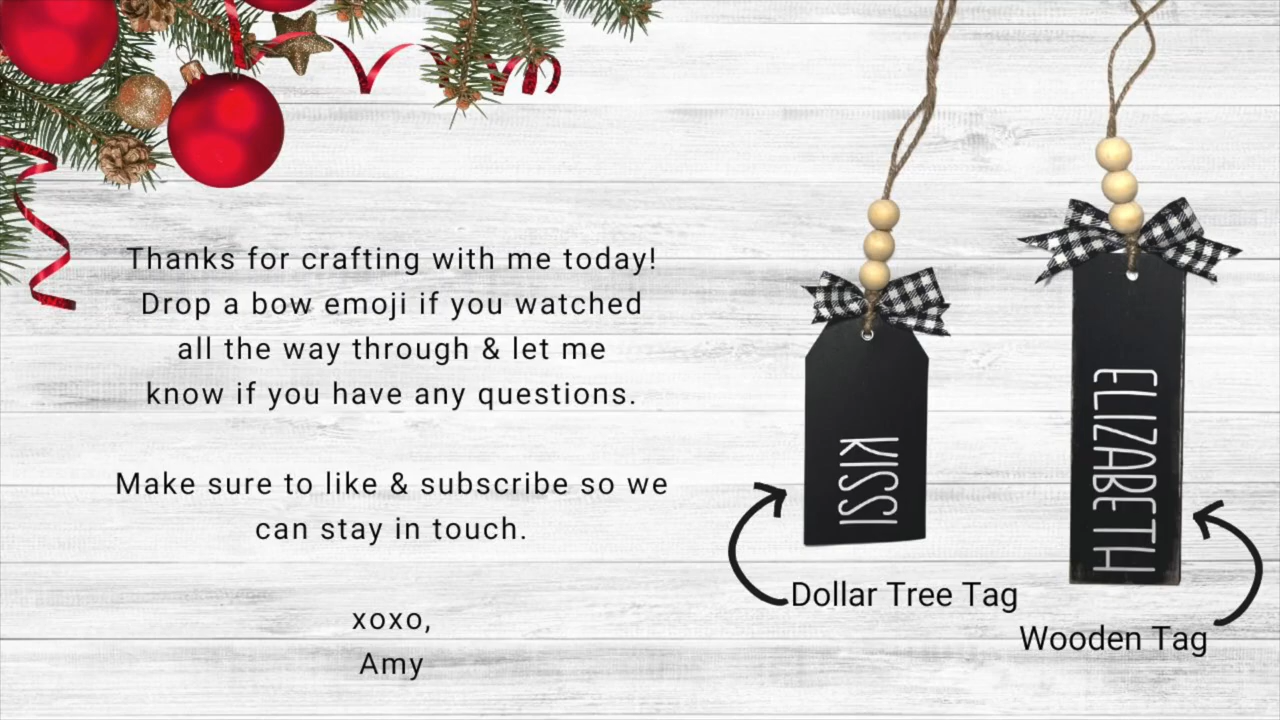 Thanks for crafting with me today!
Drop a bow emoji if you watched
all the way through & let me
know if you have any questions.
Make sure to like & subscribe so we
can stay in touch.
xoxo,
Amy
KISSI
ELIZABETH
Dollar Tree Tag
Wooden Tag